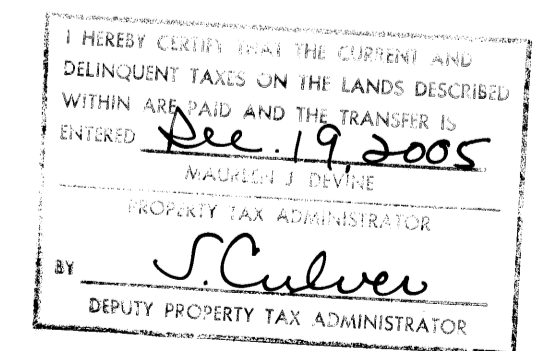 I HEREBY CERTIFY THAT THE CURRENT AND
DELINQUENT TAXES ON THE LANDS DESCRIBED
WITHIN ARE PAID AND THE TRANSFER IS
ENTERED Dec. 19, 2005
MAUREEN J DEVINE
PROPERTY TAX ADMINISTRATOR
BY S. Culver
DEPUTY PROPERTY TAX ADMINISTRATOR